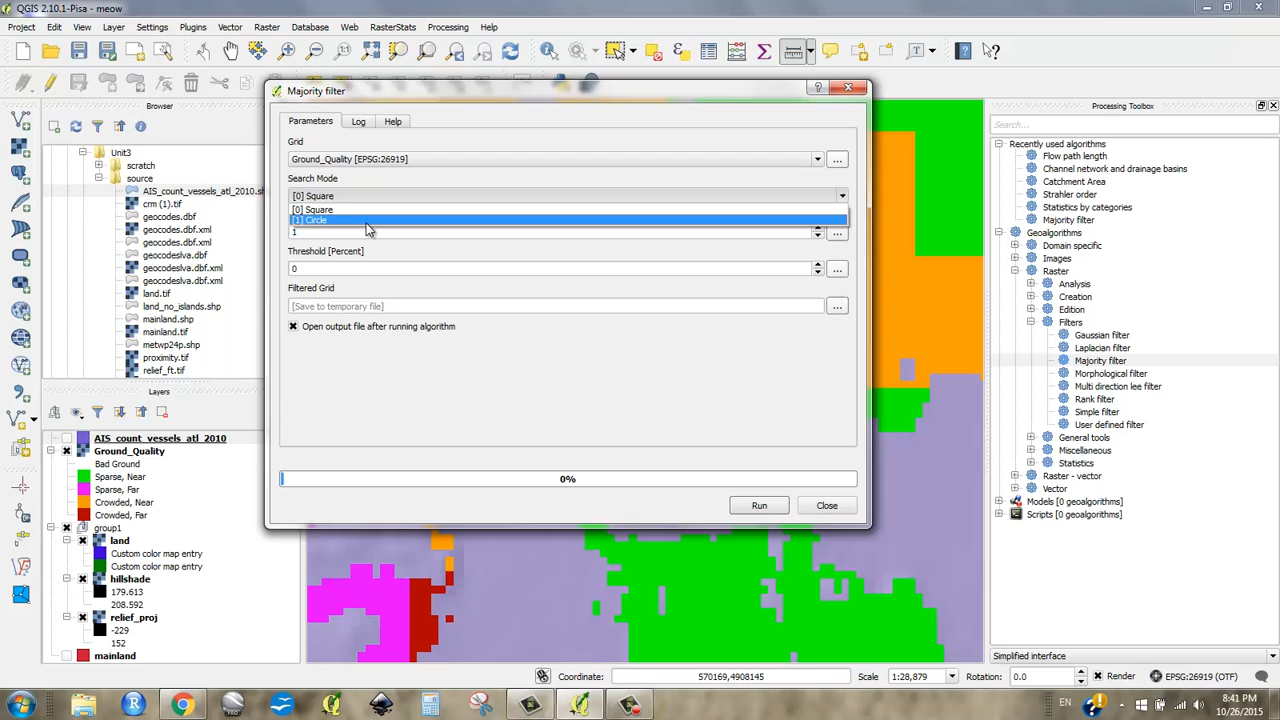 QGIS 2.10.1-Pisa - meow
Project Edit View Layer Settings Plugins Vector Raster Database Web RasterStats Processing Help
Browser
Unit3
scratch
source
AIS_count_vessels_atl_2010.sh
crm (1).tif
geocodes.dbf
geocodes.dbf.xml
geocodes.dbf.xml
geocodeslva.dbf
geocodeslva.dbf.xml
geocodeslva.dbf.xml
land.tif
land_no_islands.shp
mainland.shp
mainland.tif
metwp24p.shp
proximity.tif
relief_ft.tif
Layers
AIS_count_vessels_atl_2010
Ground_Quality
Bad Ground
Sparse, Near
Sparse, Far
Crowded, Near
Crowded, Far
group1
land
Custom color map entry
Custom color map entry
hillshade
179.613
208.592
relief_proj
-229
152
mainland
Majority filter
Parameters Log Help
Grid
Ground_Quality [EPSG:26919]
...
Search Mode
[0] Square
[0] Square
[1] Circle
1
...
Threshold [Percent]
0
...
Filtered Grid
[Save to temporary file]
...
Open output file after running algorithm
0%
Run
Close
Processing Toolbox
Search...
Recently used algorithms
Flow path length
Channel network and drainage basins
Catchment Area
Strahler order
Statistics by categories
Majority filter
Geoalgorithms
Domain specific
Images
Raster
Analysis
Creation
Edition
Filters
Gaussian filter
Laplacian filter
Majority filter
Morphological filter
Multi direction lee filter
Rank filter
Simple filter
User defined filter
General tools
Miscellaneous
Statistics
Raster - vector
Vector
Models [0 geoalgorithms]
Scripts [0 geoalgorithms]
Simplified interface
Coordinate: 570169,4908145 Scale 1:28,879 Rotation: 0.0 Render EPSG:26919 (OTF)
EN
8:41 PM
10/26/2015